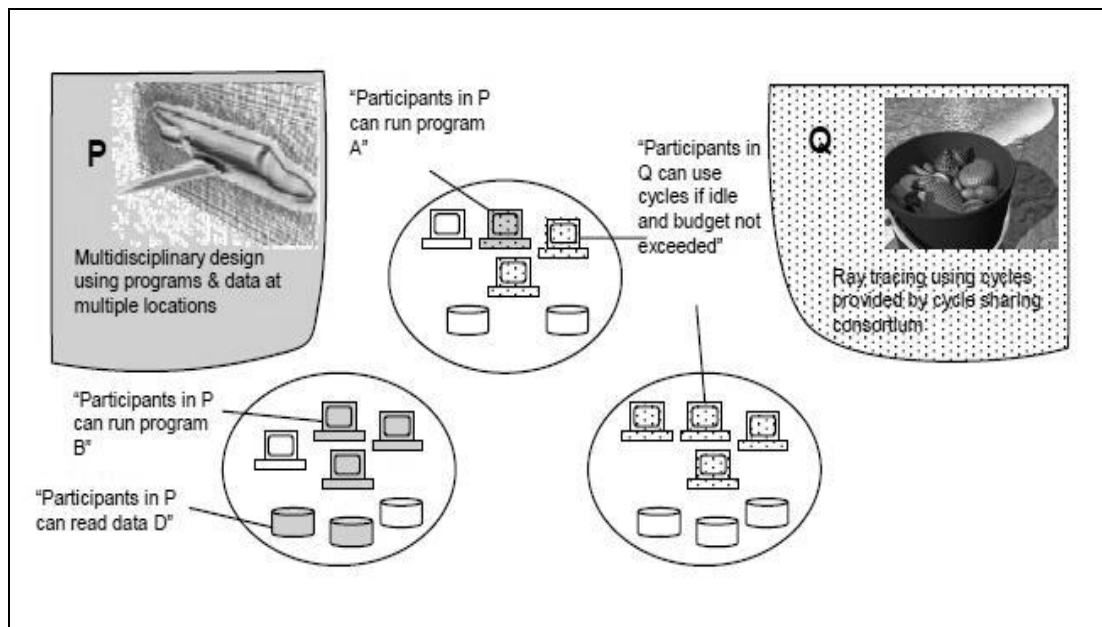 P
Multidisciplinary design
using programs & data at
multiple locations
“Participants in P
can run program
A”
“Participants in
Q can use
cycles if idle
and budget not
exceeded”
Q
Ray tracing using cycles
provided by cycle sharing
consortium
“Participants in P
can run program
B”
“Participants in P
can read data D”